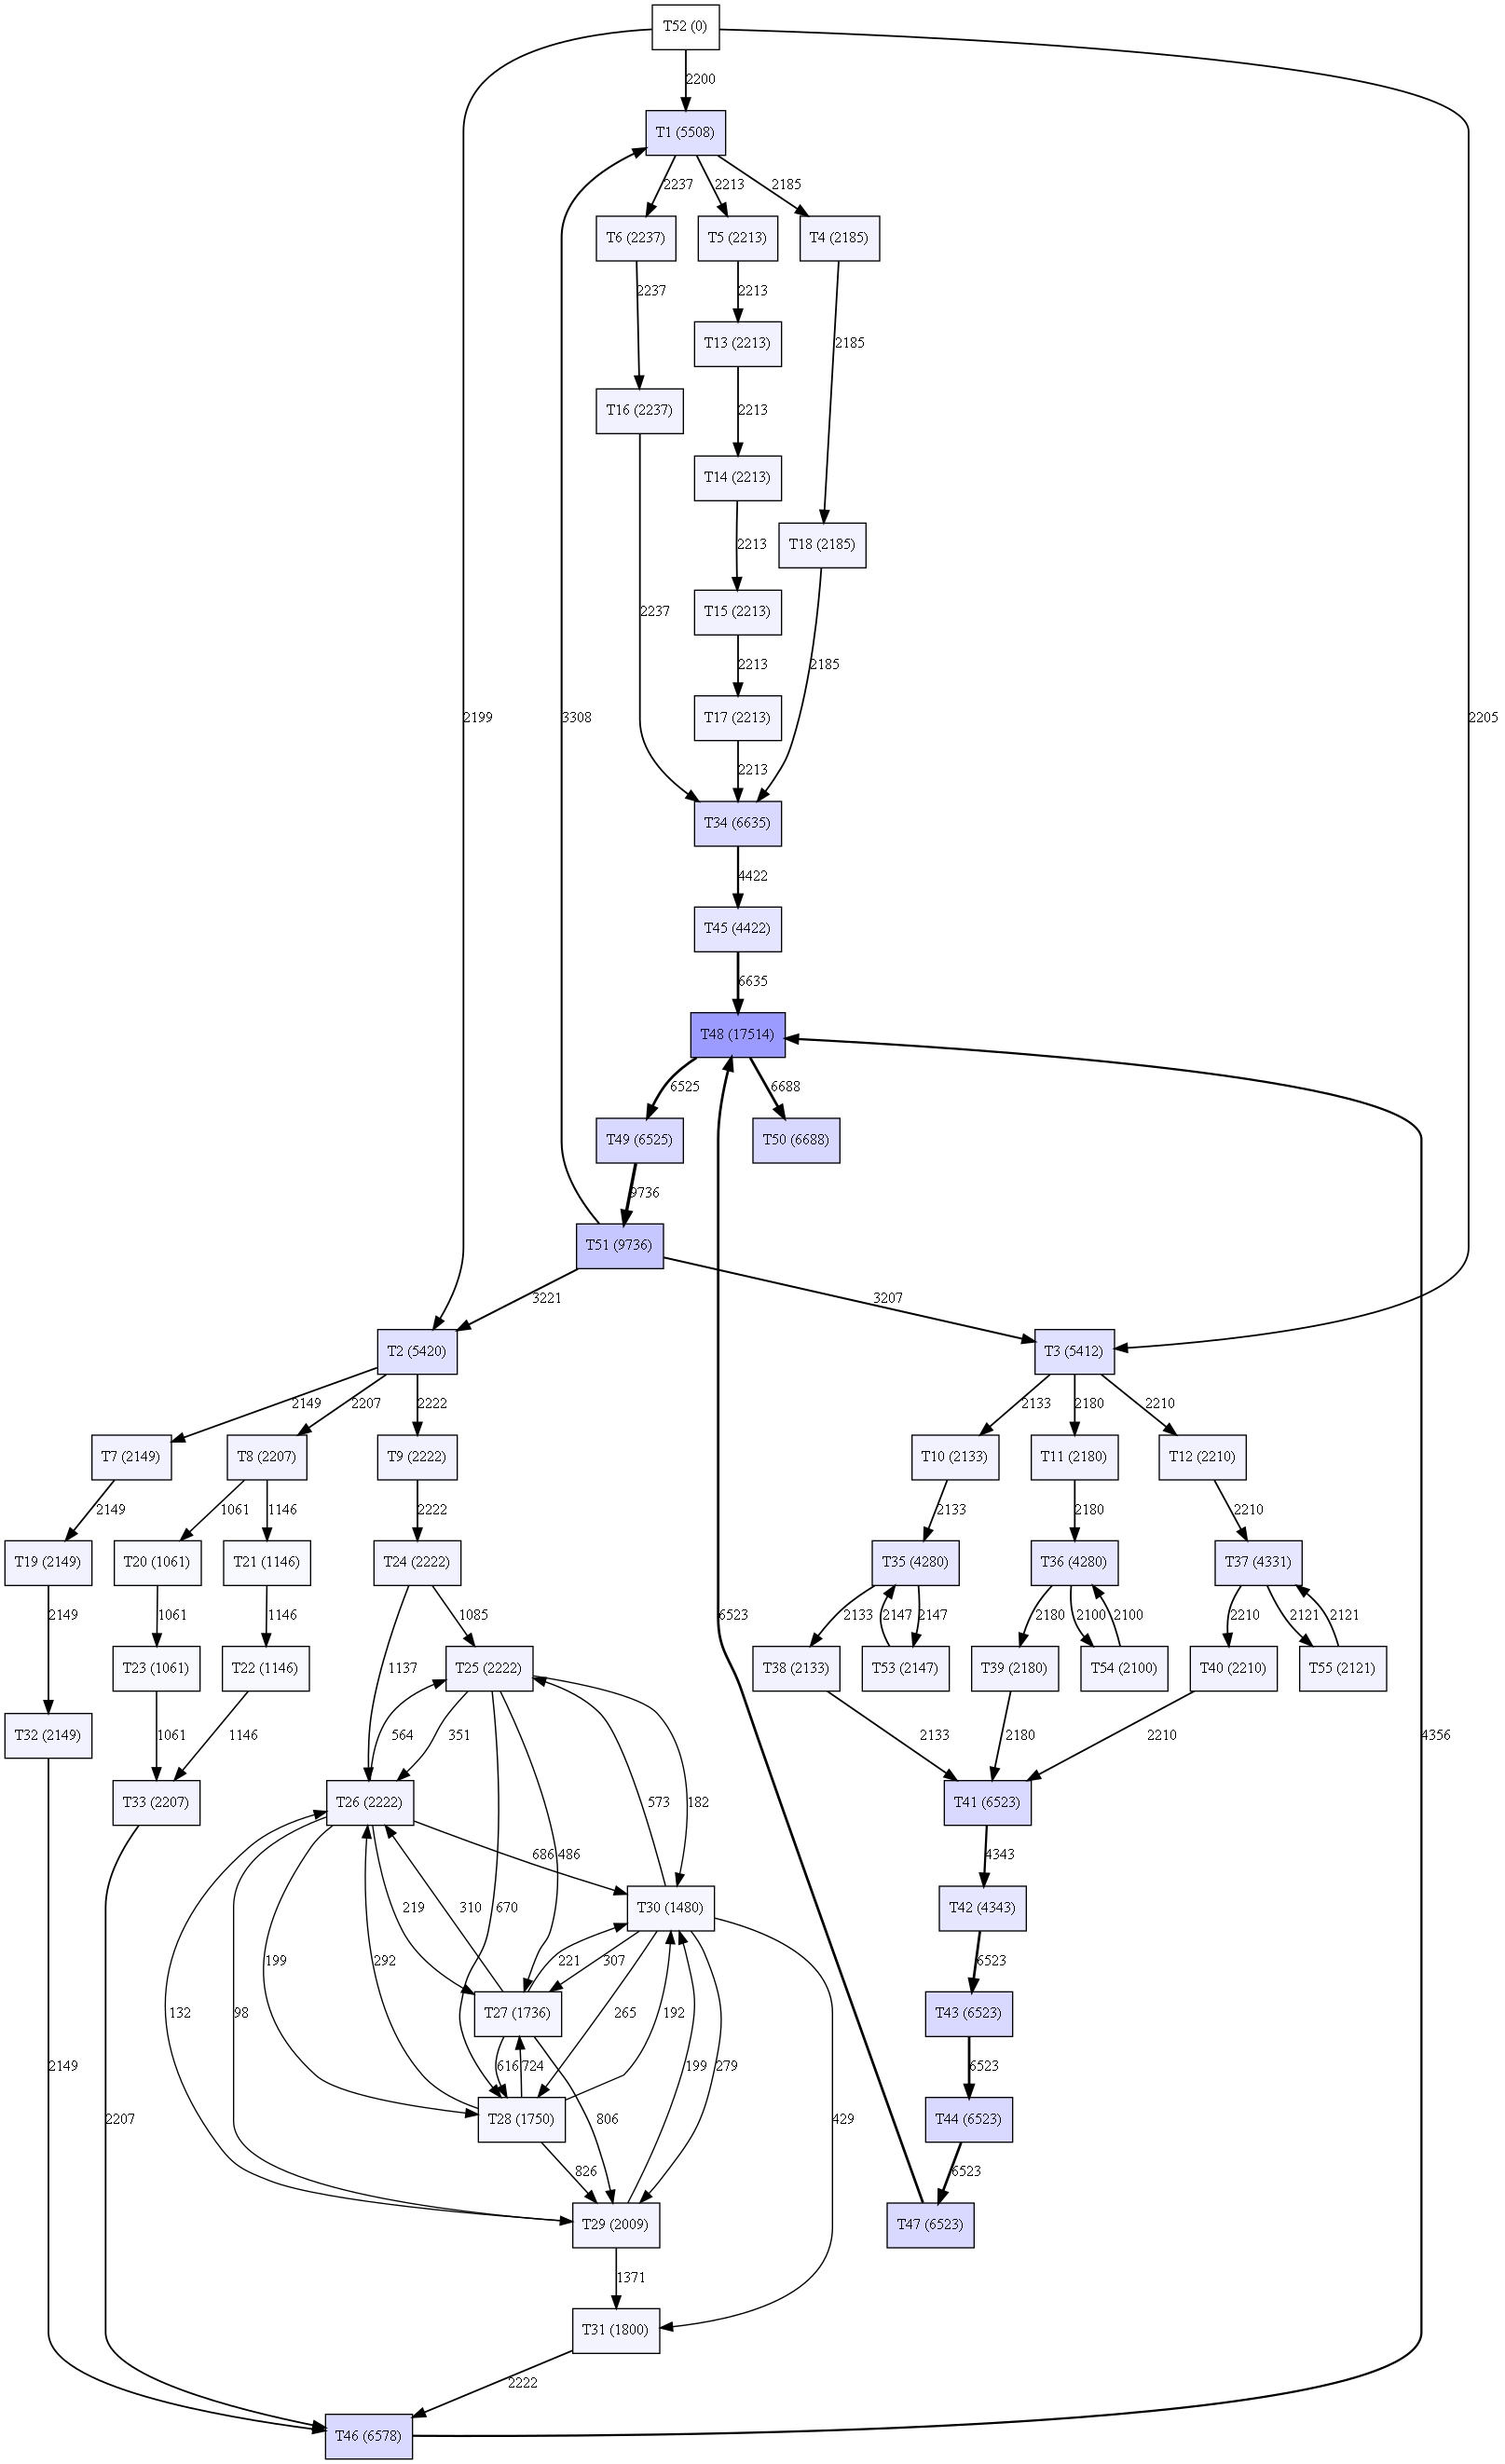 T52 (0)
2200
T1 (5508)
2237
2213
2185
T6 (2237)
T5 (2213)
T4 (2185)
2237
2213
T13 (2213)
2185
T16 (2237)
2213
T14 (2213)
2213
T18 (2185)
2237
T15 (2213)
2213
2185
2199
3308
T17 (2213)
2205
2213
T34 (6635)
4422
T45 (4422)
6635
T48 (17514)
6525
6688
T49 (6525)
T50 (6688)
9736
T51 (9736)
3221
3207
T2 (5420)
T3 (5412)
2149
2207
2222
2133
2180
2210
T7 (2149)
T8 (2207)
T9 (2222)
T10 (2133)
T11 (2180)
T12 (2210)
2149
1061
1146
2222
2133
2180
2210
T19 (2149)
T20 (1061)
T21 (1146)
T24 (2222)
T35 (4280)
T36 (4280)
T37 (4331)
2149
1061
1146
1085
6523
2133
2147
2147
2180
2100
2100
2210
2121
2121
T23 (1061)
T22 (1146)
1137
T25 (2222)
T38 (2133)
T53 (2147)
T39 (2180)
T54 (2100)
T40 (2210)
T55 (2121)
T32 (2149)
1061
1146
564
351
573
182
2133
2180
2210
4356
T33 (2207)
T26 (2222)
T41 (6523)
686
486
4343
219
670
T30 (1480)
T42 (4343)
310
199
292
221
307
6523
132
98
T27 (1736)
265
192
T43 (6523)
2149
616
724
199
279
6523
2207
T28 (1750)
806
429
T44 (6523)
826
6523
T29 (2009)
T47 (6523)
1371
T31 (1800)
2222
T46 (6578)